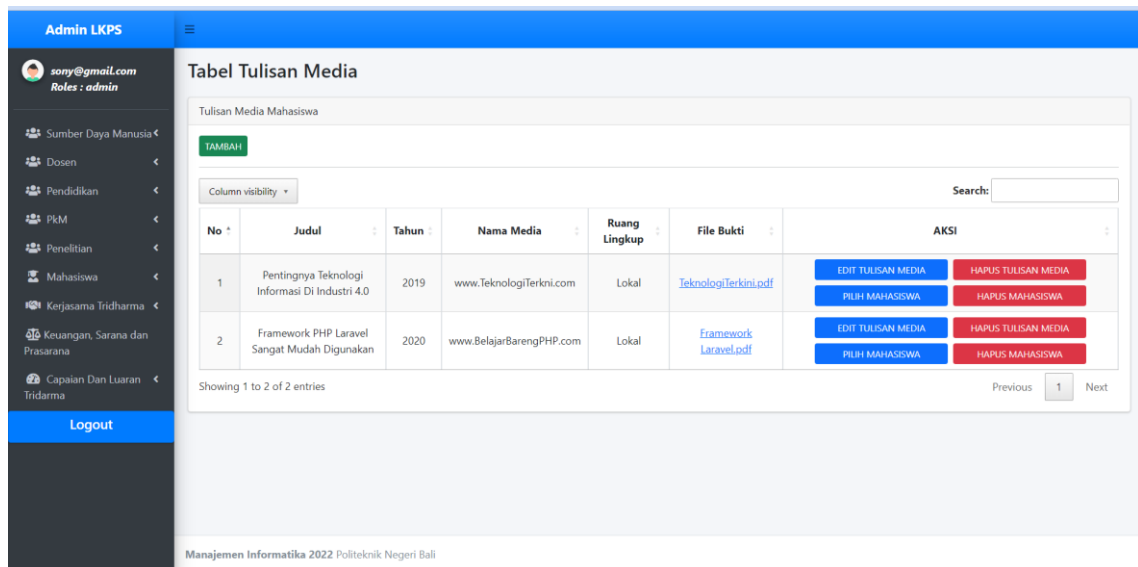 Admin LKPS
sony@gmail.com
Roles : admin
Sumber Daya Manusia
Dosen
Pendidikan
PkM
Penelitian
Mahasiswa
Kerjasama Tridharma
Keuangan, Sarana dan
Prasarana
Capaian Dan Luaran
Tridarma
Logout
Tabel Tulisan Media
Tulisan Media Mahasiswa
TAMBAH
Column visibility
Search:
No Judul Tahun Nama Media Ruang Lingkup File Bukti AKSI
1 Pentingnya Teknologi Informasi Di Industri 4.0 2019 www.TeknologiTerkni.com Lokal TeknologiTerkini.pdf
EDIT TULISAN MEDIA HAPUS TULISAN MEDIA
PILIH MAHASISWA HAPUS MAHASISWA
2 Framework PHP Laravel Sangat Mudah Digunakan 2020 www.BelajarBarengPHP.com Lokal Framework Laravel.pdf
EDIT TULISAN MEDIA HAPUS TULISAN MEDIA
PILIH MAHASISWA HAPUS MAHASISWA
Showing 1 to 2 of 2 entries
Previous 1 Next
Manajemen Informatika 2022 Politeknik Negeri Bali